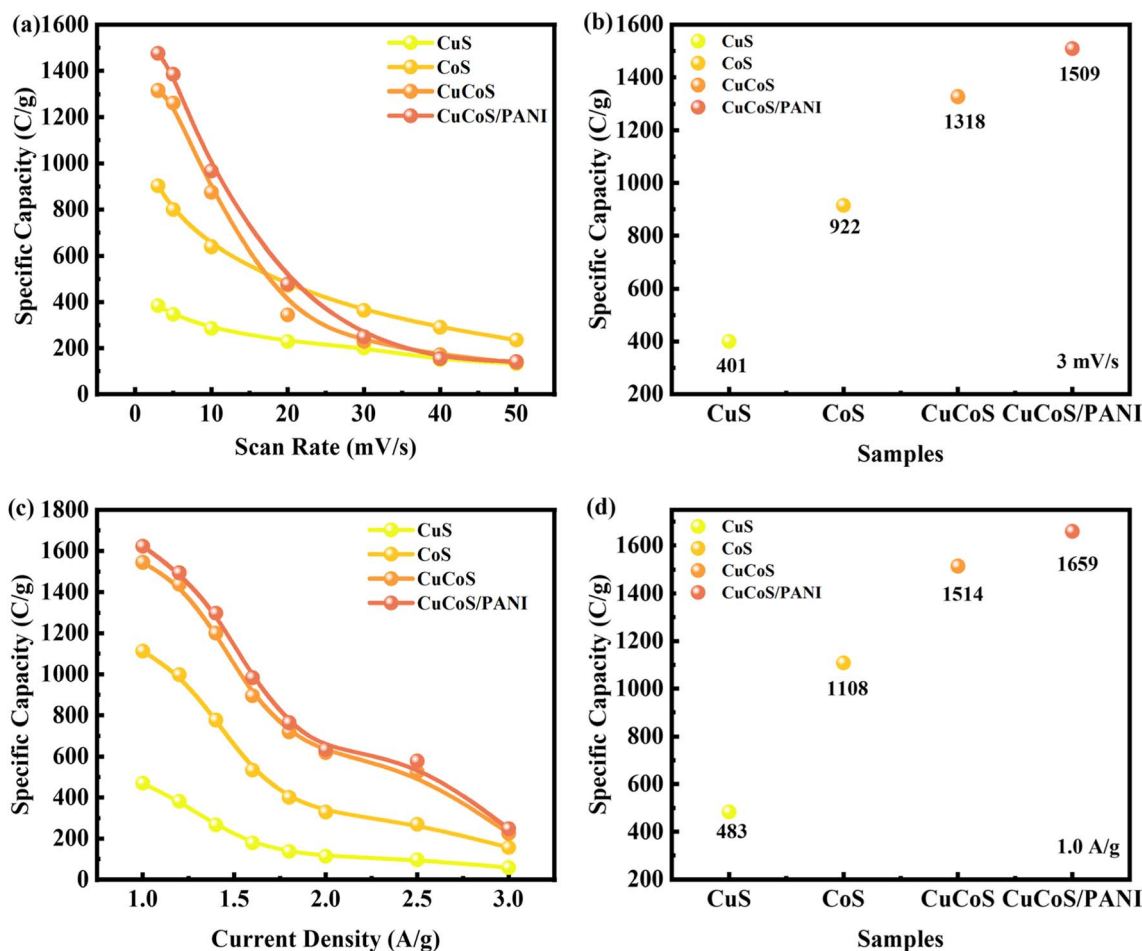 (a)
1600
1400
1200
1000
800
600
400
200
0
Specific Capacity (C/g)
CuS
CoS
CuCoS
CuCoS/PANI
0 10 20 30 40 50
Scan Rate (mV/s)
(b)
1600
1400
1200
1000
800
600
400
200
Specific Capacity (C/g)
CuS
CoS
CuCoS
CuCoS/PANI
1509
1318
922
401
3 mV/s
CuS CoS CuCoS CuCoS/PANI
Samples
(c)
1800
1600
1400
1200
1000
800
600
400
200
0
Specific Capacity (C/g)
CuS
CoS
CuCoS
CuCoS/PANI
1.0 1.5 2.0 2.5 3.0
Current Density (A/g)
(d)
1600
1400
1200
1000
800
600
400
200
Specific Capacity (C/g)
CuS
CoS
CuCoS
CuCoS/PANI
1659
1514
1108
483
1.0 A/g
CuS CoS CuCoS CuCoS/PANI
Samples